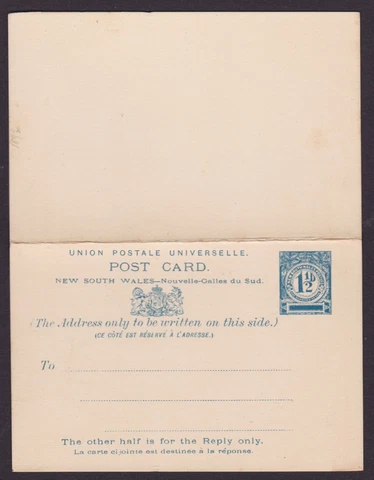 UNION POSTALE UNIVERSELLE.
POST CARD.
NEW SOUTH WALES—Nouvelle-Galles du Sud.
1½D
(The Address only to be written on this side.)
(CE CÔTÉ EST RÉSERVÉ À L'ADRESSE.)
To
The other half is for the Reply only.
La carte cijointe est destinée à la réponse.